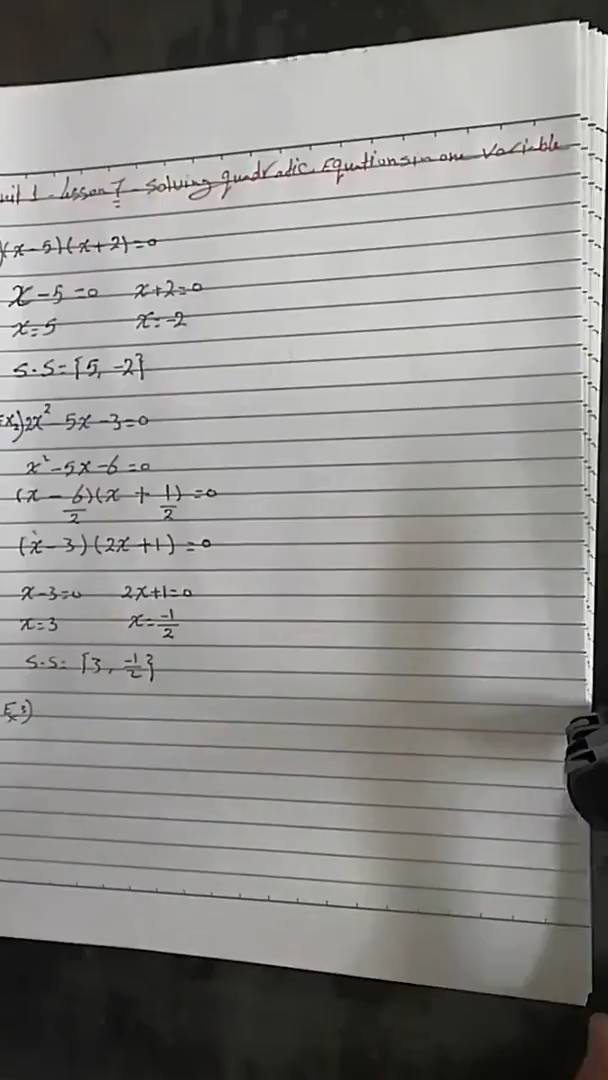 unit 1 - lesson 7 - Solving quadradic Equations in one variable
(x-5)(x+2)=0
x-5=0 x+2=0
x=5 x=-2
S.S={5, -2}
Ex2) 2x² - 5x - 3=0
x² - 5x - 6 = 0
(x - 6/2)(x + 1/2) = 0
(x - 3)(2x + 1) = 0
x-3=0 2x+1=0
x=3 x=-1/2
S.S= {3, -1/2}
Ex3)